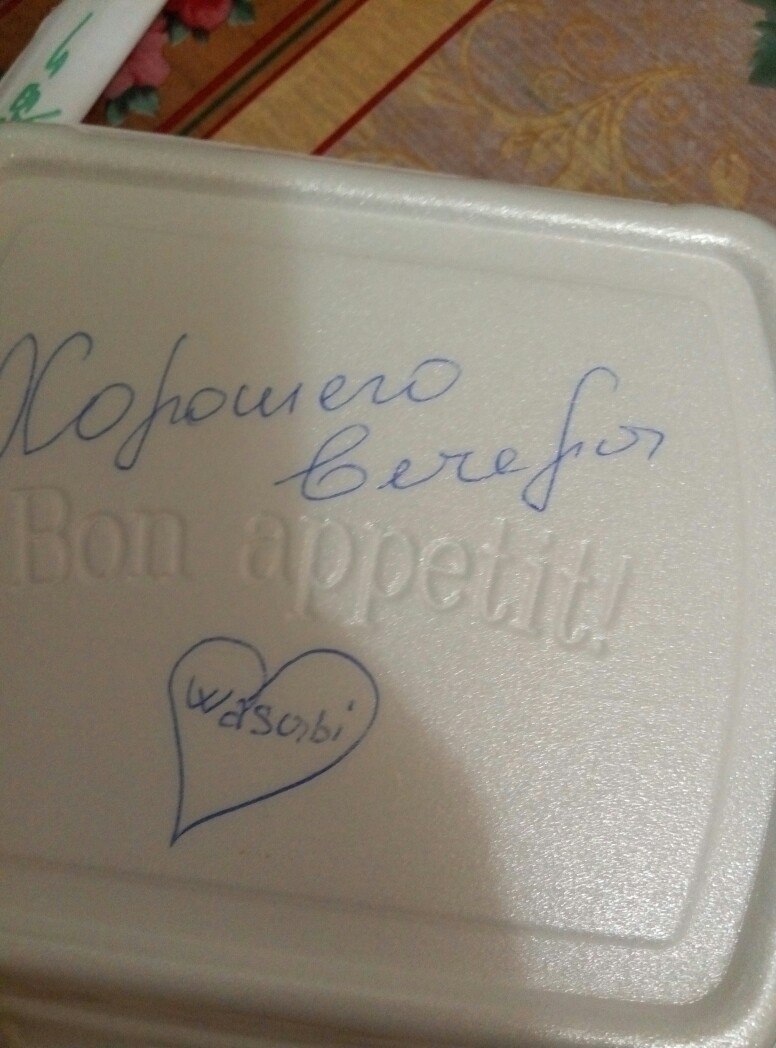 Хорошего
вечера
Bon appetit!
wasabi